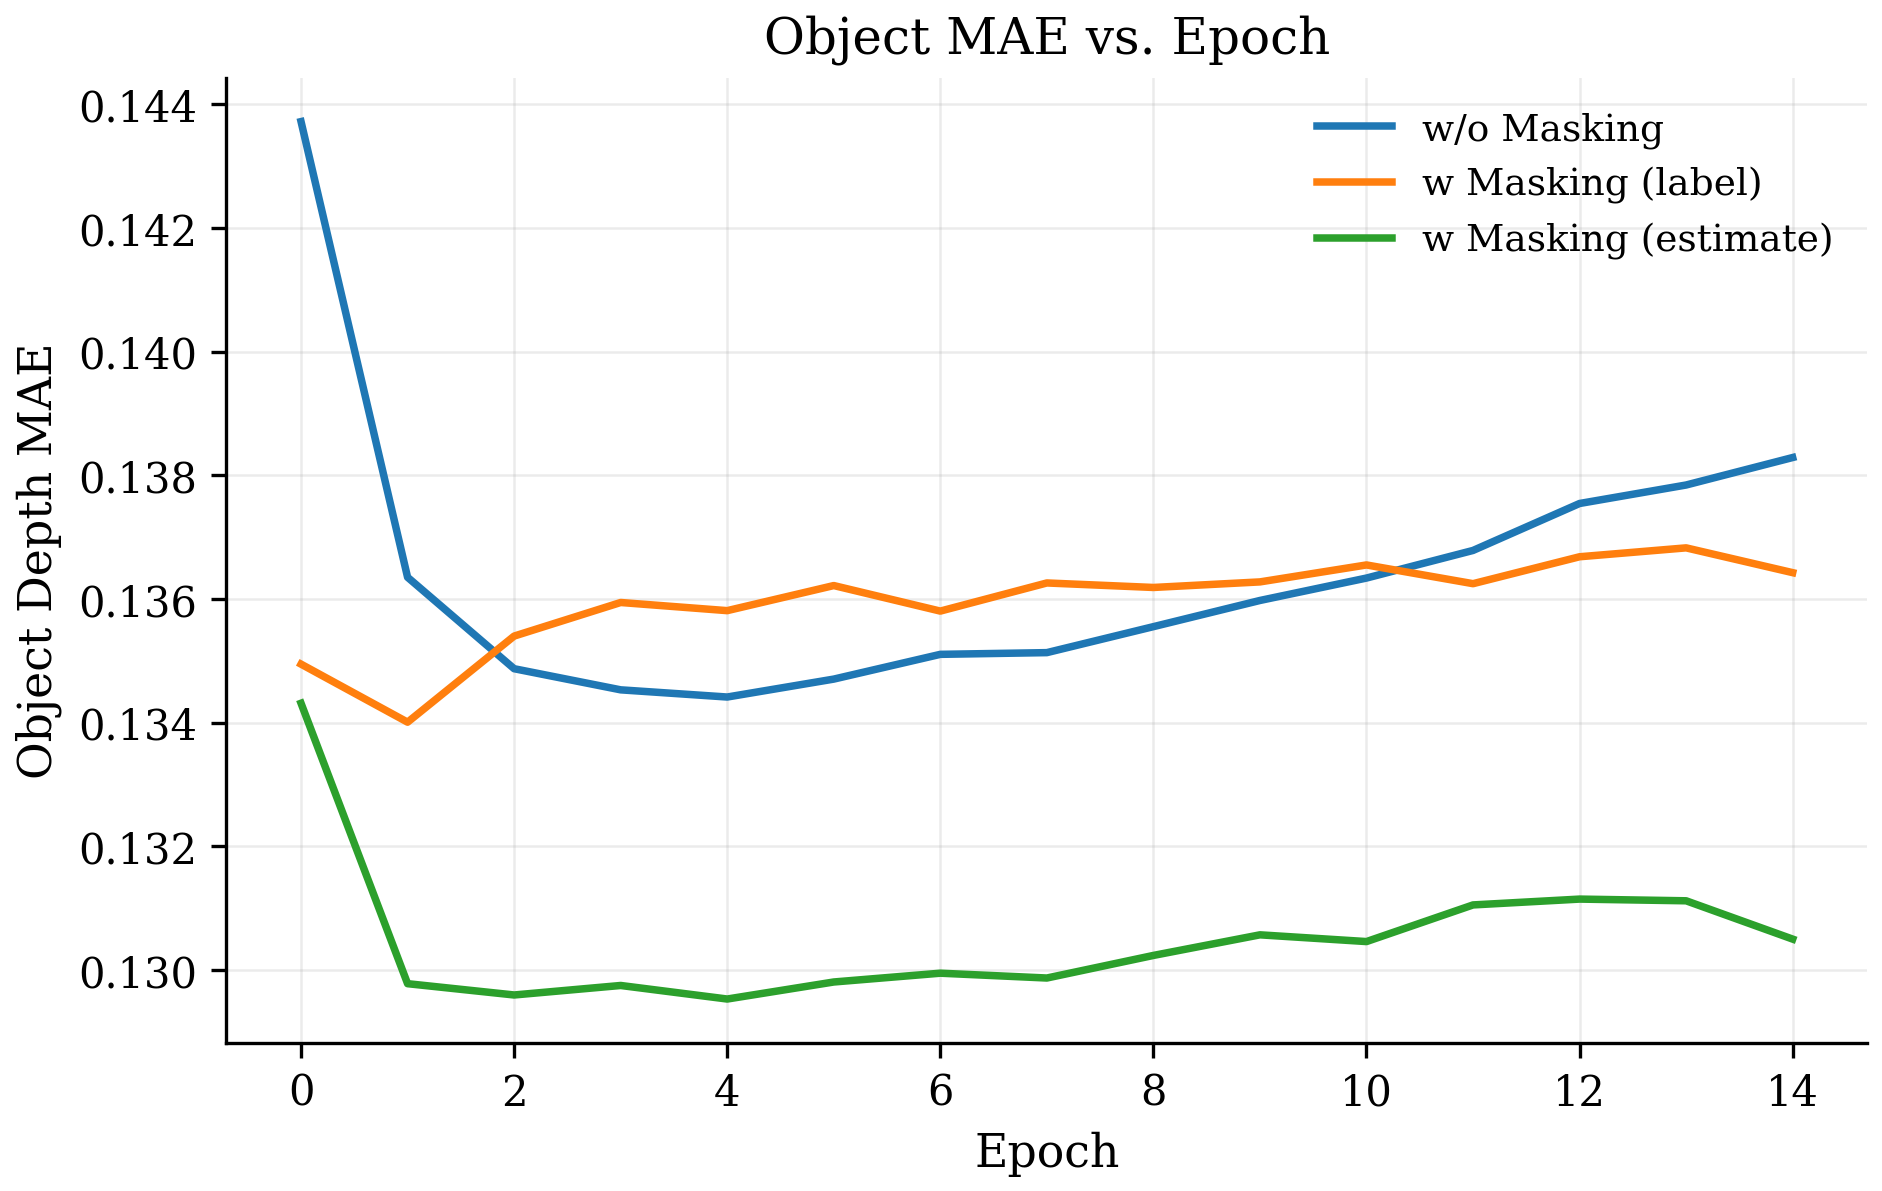 Object MAE vs. Epoch
Object Depth MAE
0.144
0.142
0.140
0.138
0.136
0.134
0.132
0.130
w/o Masking
w Masking (label)
w Masking (estimate)
0 2 4 6 8 10 12 14
Epoch